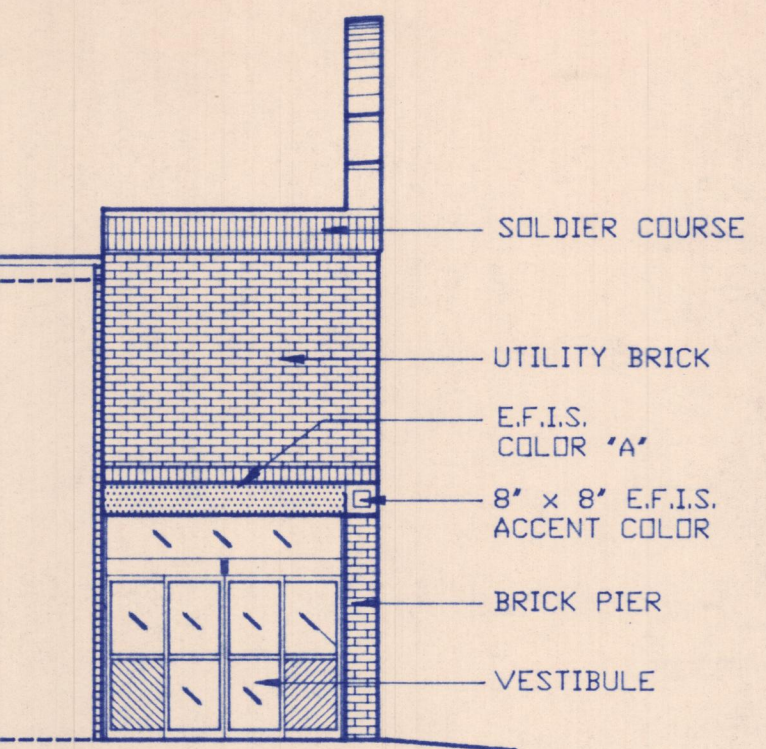 SOLDIER COURSE
UTILITY BRICK
E.F.I.S.
COLOR "A"
8" x 8" E.F.I.S.
ACCENT COLOR
BRICK PIER
VESTIBULE